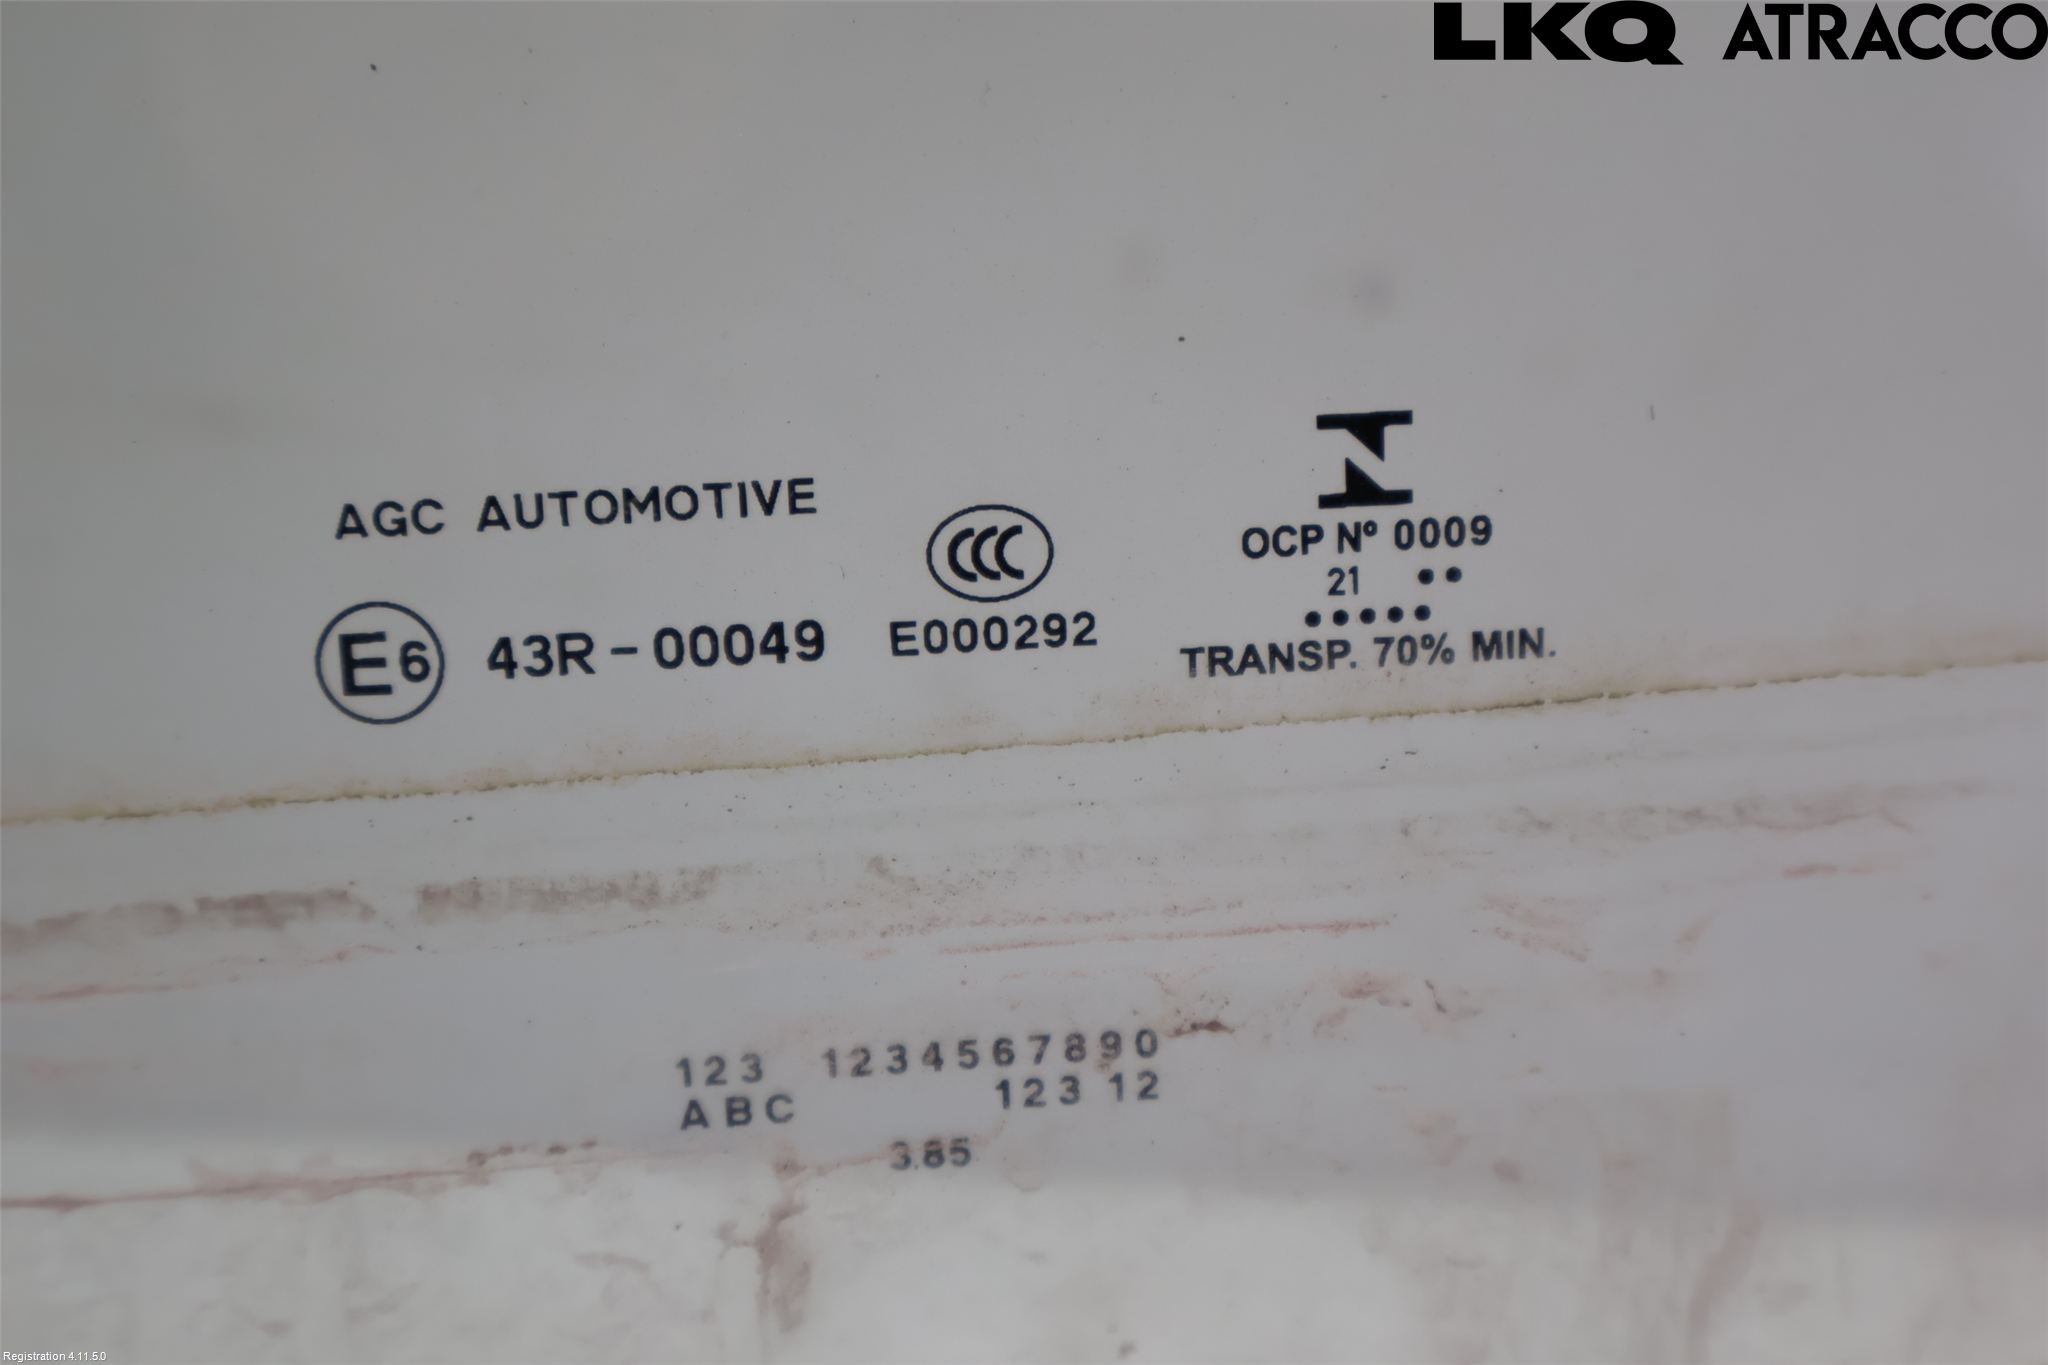 LKQ ATRACCO
AGC AUTOMOTIVE
CCC
OCP Nº 0009
21 ••
•••••
E6 43R-00049
E000292
TRANSP. 70% MIN.
123 1234567890
ABC 123 12
3.85
Registration 4.11.5.0